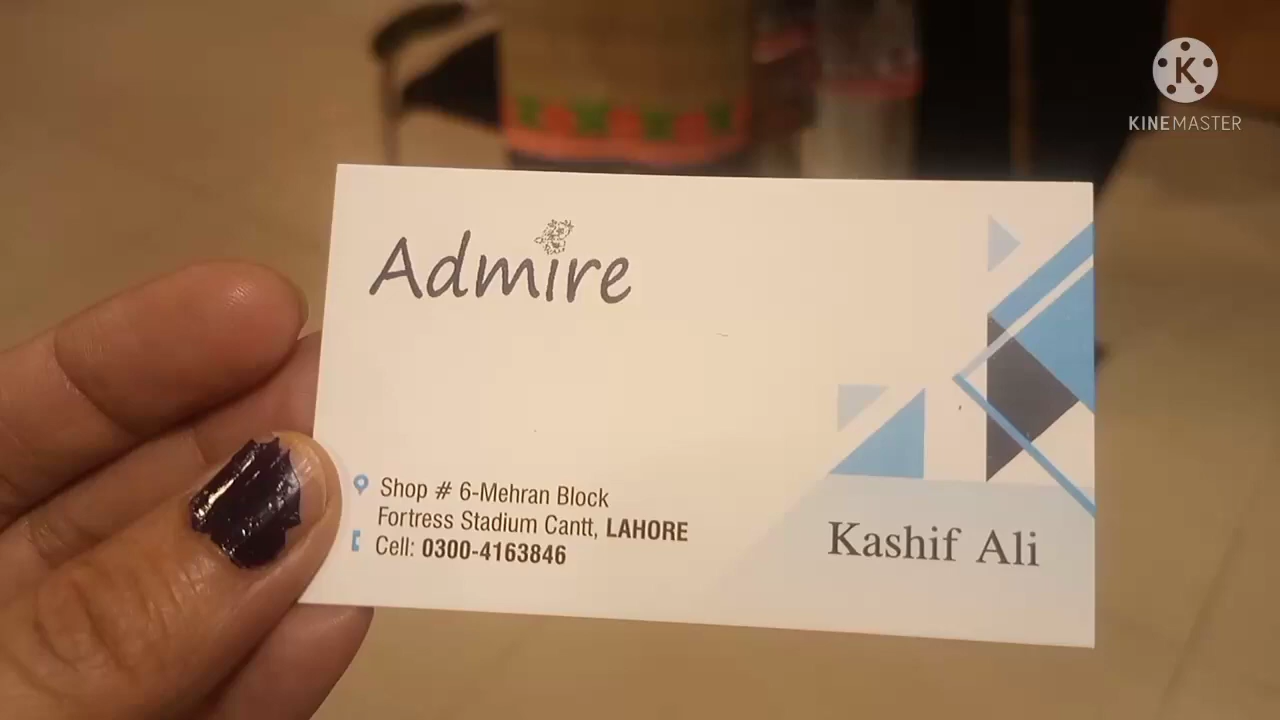 K
KINEMASTER
Admire
Shop # 6-Mehran Block
Fortress Stadium Cantt, LAHORE
Cell: 0300-4163846
Kashif Ali